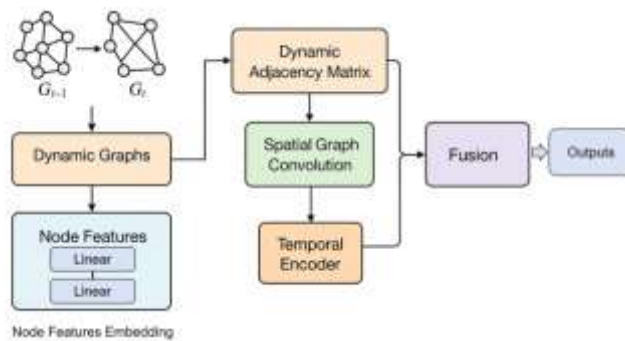 G_{t-1}
G_t
Dynamic Graphs
Node Features
Linear
Linear
Node Features Embedding
Dynamic
Adjacency Matrix
Spatial Graph
Convolution
Temporal
Encoder
Fusion
Outputs